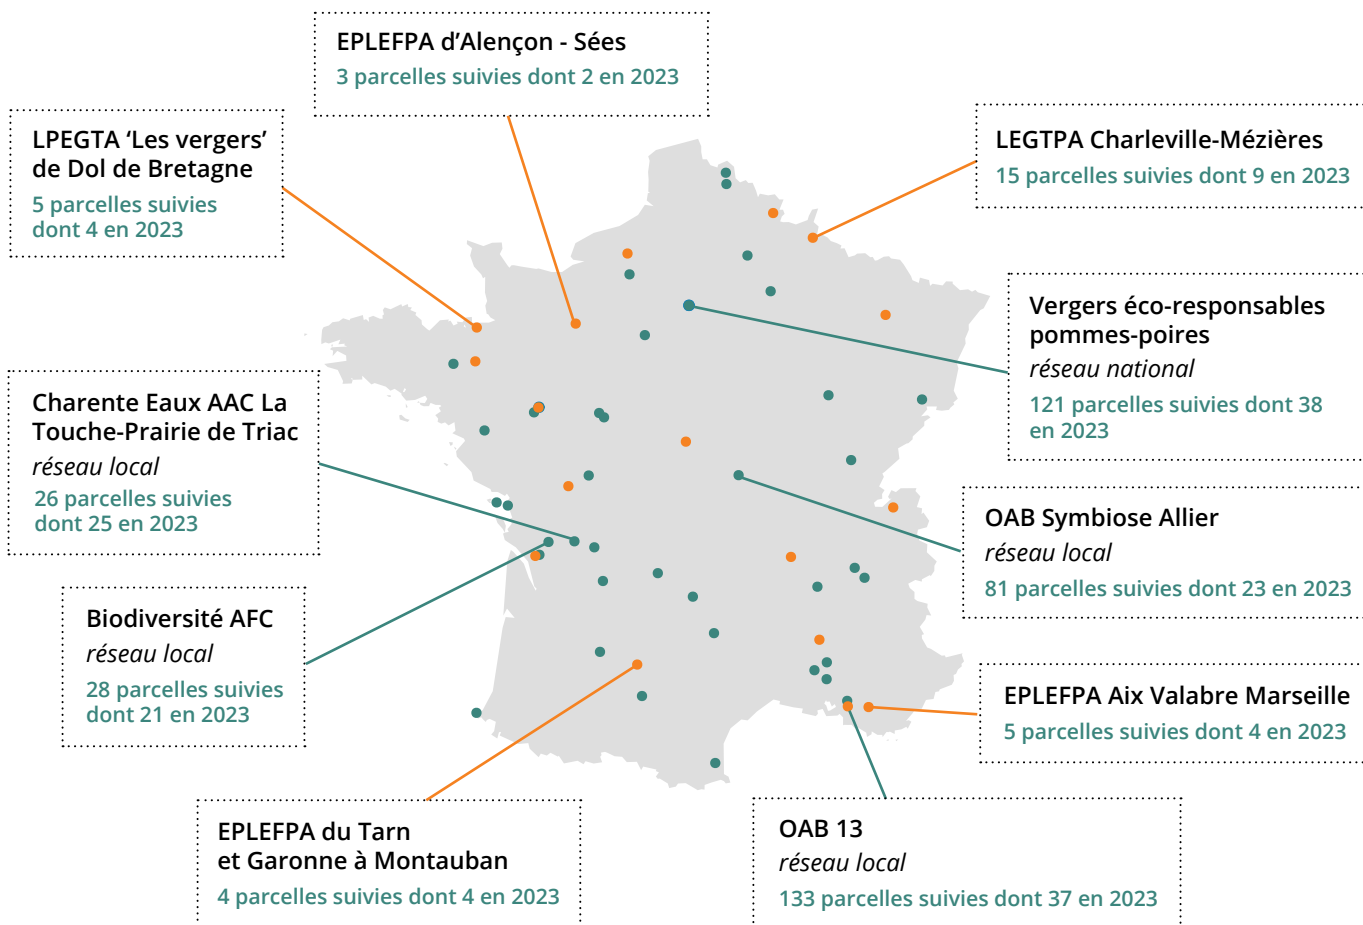 EPLEFPA d’Alençon - Sées
3 parcelles suivies dont 2 en 2023
LPEGTA ‘Les vergers’
de Dol de Bretagne
5 parcelles suivies
dont 4 en 2023
LEGTPA Charleville-Mézières
15 parcelles suivies dont 9 en 2023
Vergers éco-responsables
pommes-poires
réseau national
121 parcelles suivies dont 38
en 2023
Charente Eaux AAC La
Touche-Prairie de Triac
réseau local
26 parcelles suivies
dont 25 en 2023
OAB Symbiose Allier
réseau local
81 parcelles suivies dont 23 en 2023
Biodiversité AFC
réseau local
28 parcelles suivies
dont 21 en 2023
EPLEFPA Aix Valabre Marseille
5 parcelles suivies dont 4 en 2023
EPLEFPA du Tarn
et Garonne à Montauban
4 parcelles suivies dont 4 en 2023
OAB 13
réseau local
133 parcelles suivies dont 37 en 2023